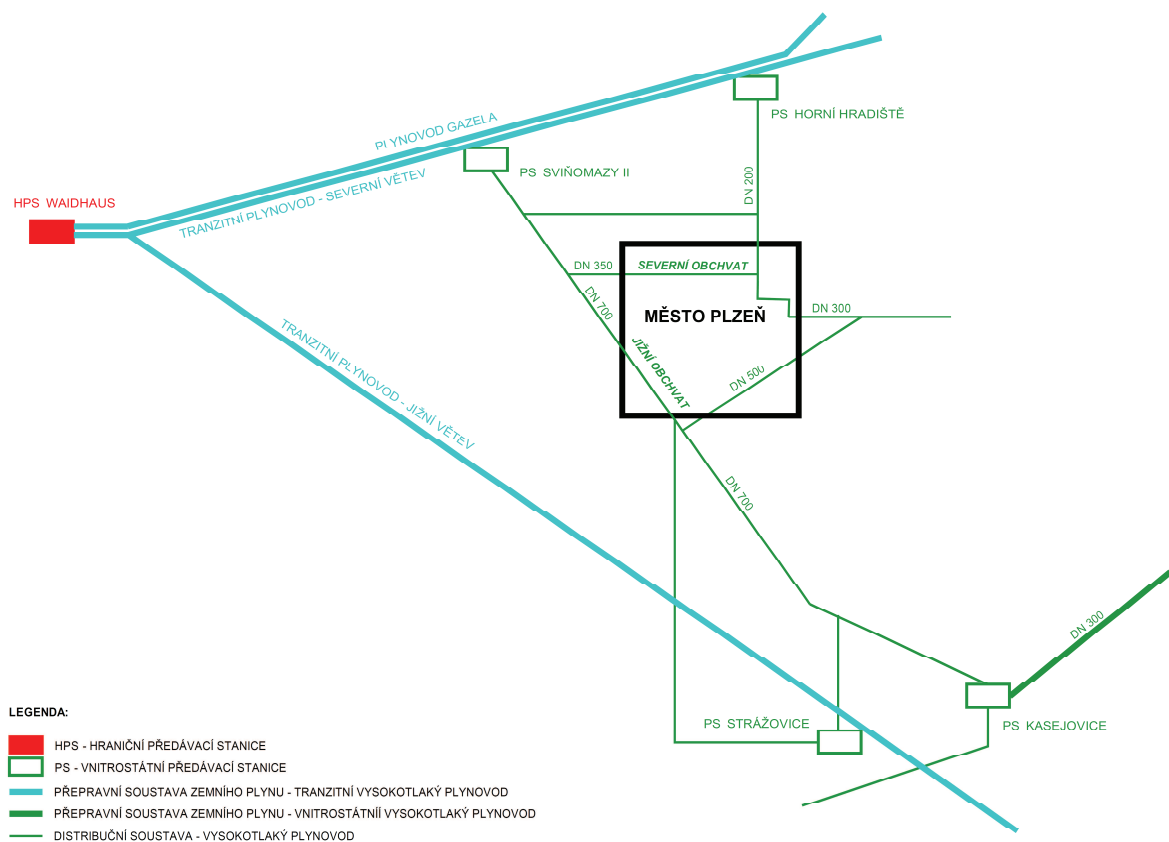 PLYNOVOD GAZELA
PS HORNÍ HRADIŠTĚ
PS SVIŇOMAZY II
DN 200
HPS WAIDHAUS
TRANZITNÍ PLYNOVOD - SEVERNÍ VĚTEV
DN 350
SEVERNÍ OBCHVAT
DN 700
MĚSTO PLZEŇ
DN 300
TRANZITNÍ PLYNOVOD - JIŽNÍ VĚTEV
JIŽNÍ OBCHVAT
DN 500
DN 700
DN 300
PS STRÁŽOVICE
PS KASEJOVICE
LEGENDA:
HPS - HRANIČNÍ PŘEDÁVACÍ STANICE
PS - VNITROSTÁTNÍ PŘEDÁVACÍ STANICE
PŘEPRAVNÍ SOUSTAVA ZEMNÍHO PLYNU - TRANZITNÍ VYSOKOTLAKÝ PLYNOVOD
PŘEPRAVNÍ SOUSTAVA ZEMNÍHO PLYNU - VNITROSTÁTNÍÍ VYSOKOTLAKÝ PLYNOVOD
DISTRIBUČNÍ SOUSTAVA - VYSOKOTLAKÝ PLYNOVOD